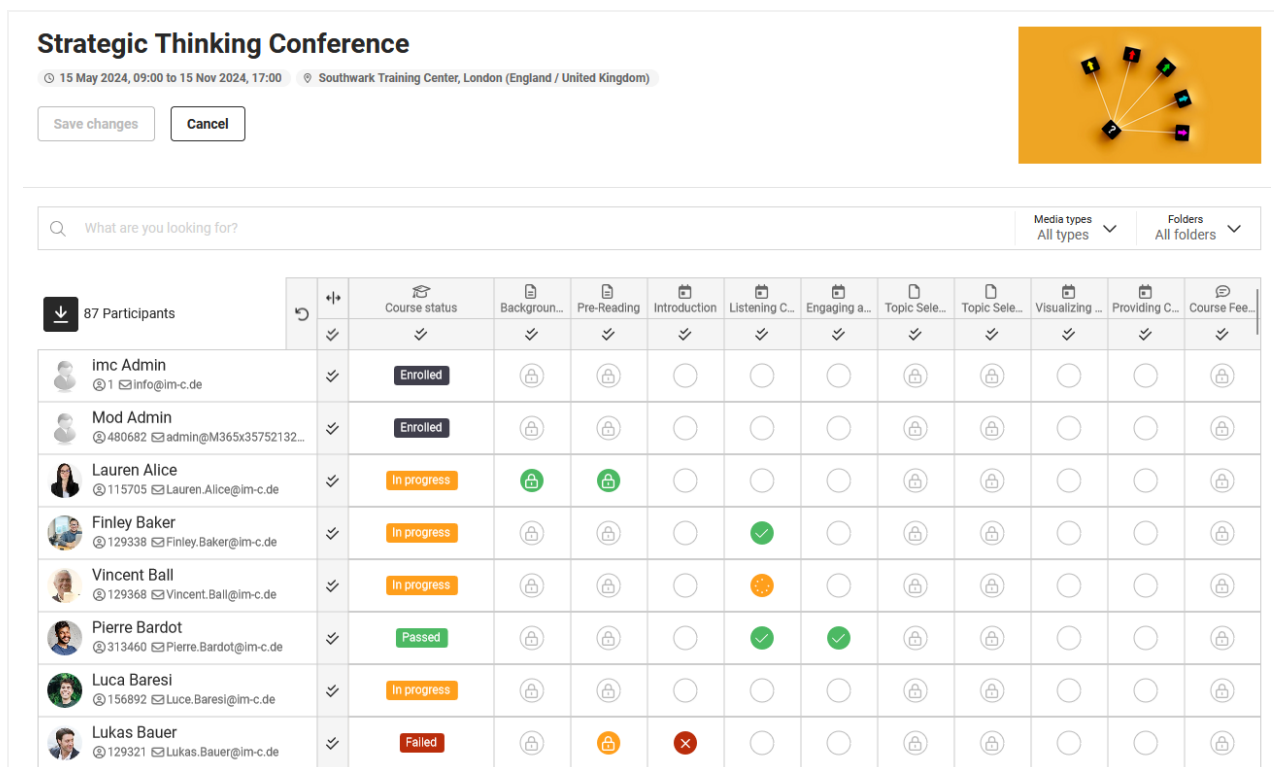 Strategic Thinking Conference
15 May 2024, 09:00 to 15 Nov 2024, 17:00 Southwark Training Center, London (England / United Kingdom)
Save changes Cancel
What are you looking for?
Media types
All types
Folders
All folders
87 Participants
Course status Backgroun... Pre-Reading Introduction Listening C... Engaging a... Topic Sele... Topic Sele... Visualizing ... Providing C... Course Fee...
imc Admin
1 info@im-c.de
Enrolled
Mod Admin
480682 admin@M365x35752132...
Enrolled
Lauren Alice
115705 Lauren.Alice@im-c.de
In progress
Finley Baker
129338 Finley.Baker@im-c.de
In progress
Vincent Ball
129368 Vincent.Ball@im-c.de
In progress
Pierre Bardot
313460 Pierre.Bardot@im-c.de
Passed
Luca Baresi
156892 Luce.Baresi@im-c.de
In progress
Lukas Bauer
129321 Lukas.Bauer@im-c.de
Failed